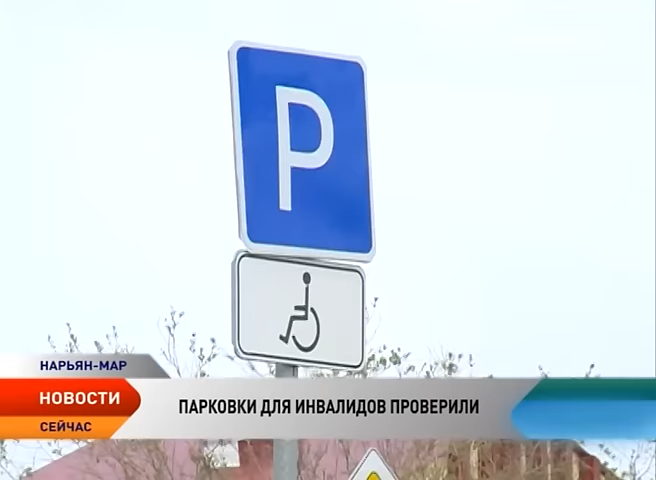 P
НАРЬЯН-МАР
НОВОСТИ
СЕЙЧАС
ПАРКОВКИ ДЛЯ ИНВАЛИДОВ ПРОВЕРИЛИ